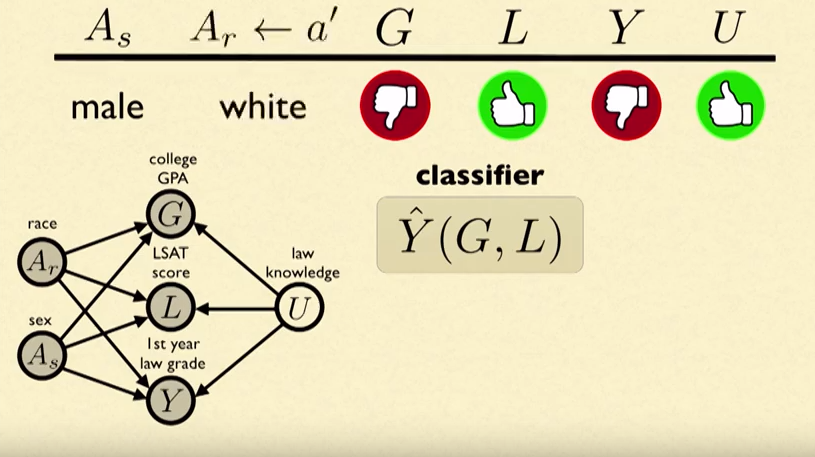 A_s A_r ← a' G L Y U
male white
college
GPA
classifier
G
Ŷ(G, L)
race
A_r
LSAT
score
law
knowledge
L
U
sex
A_s
1st year
law grade
Y